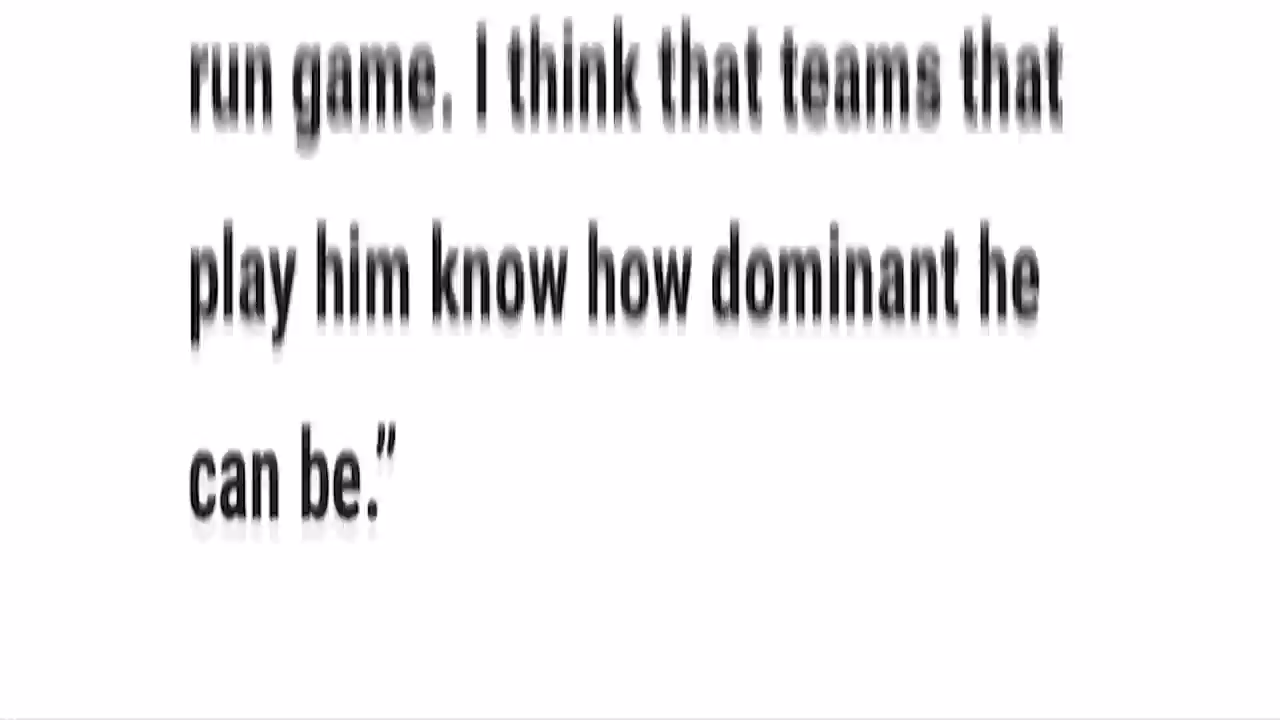 run game. I think that teams that
play him know how dominant he
can be.”